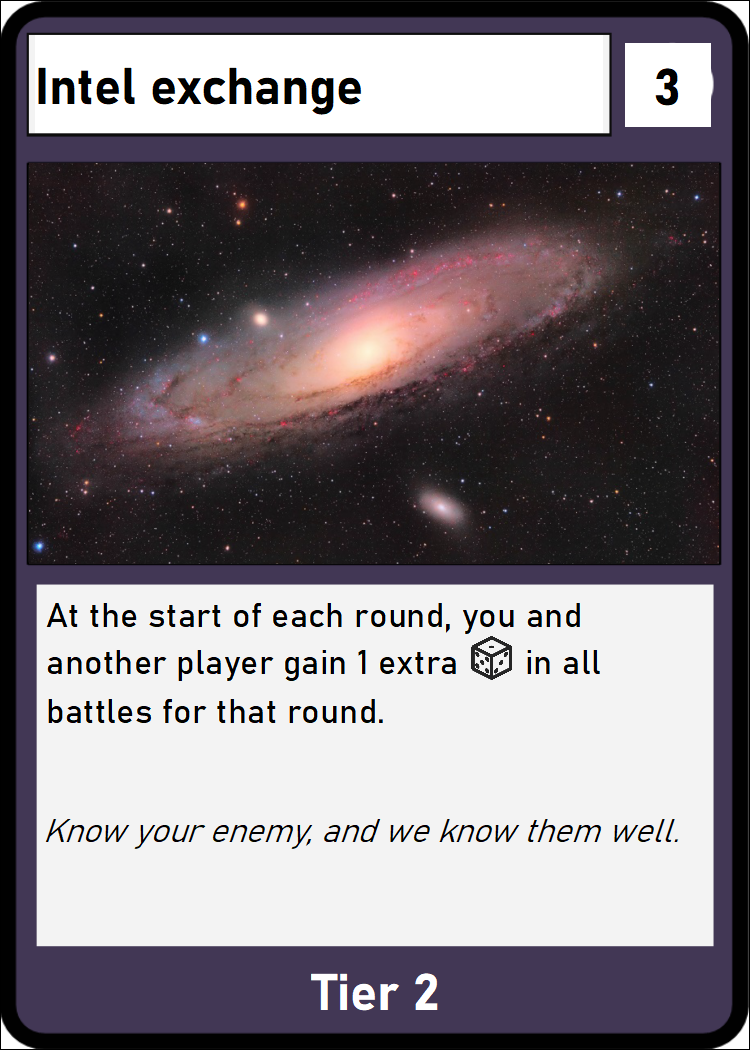 Intel exchange
3
At the start of each round, you and
another player gain 1 extra in all
battles for that round.
Know your enemy, and we know them well.
Tier 2